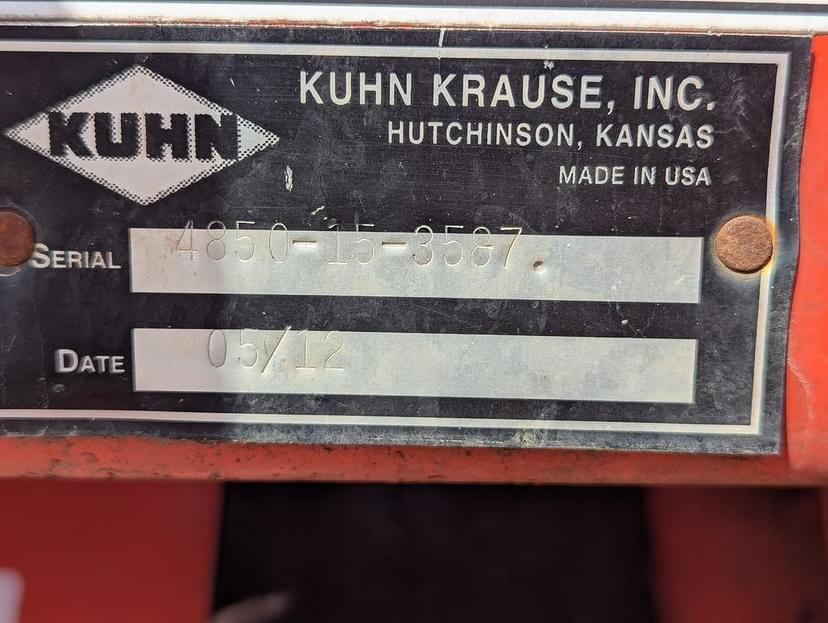 KUHN
KUHN KRAUSE, INC.
HUTCHINSON, KANSAS
MADE IN USA
SERIAL 4850-15-3587
DATE 05/12